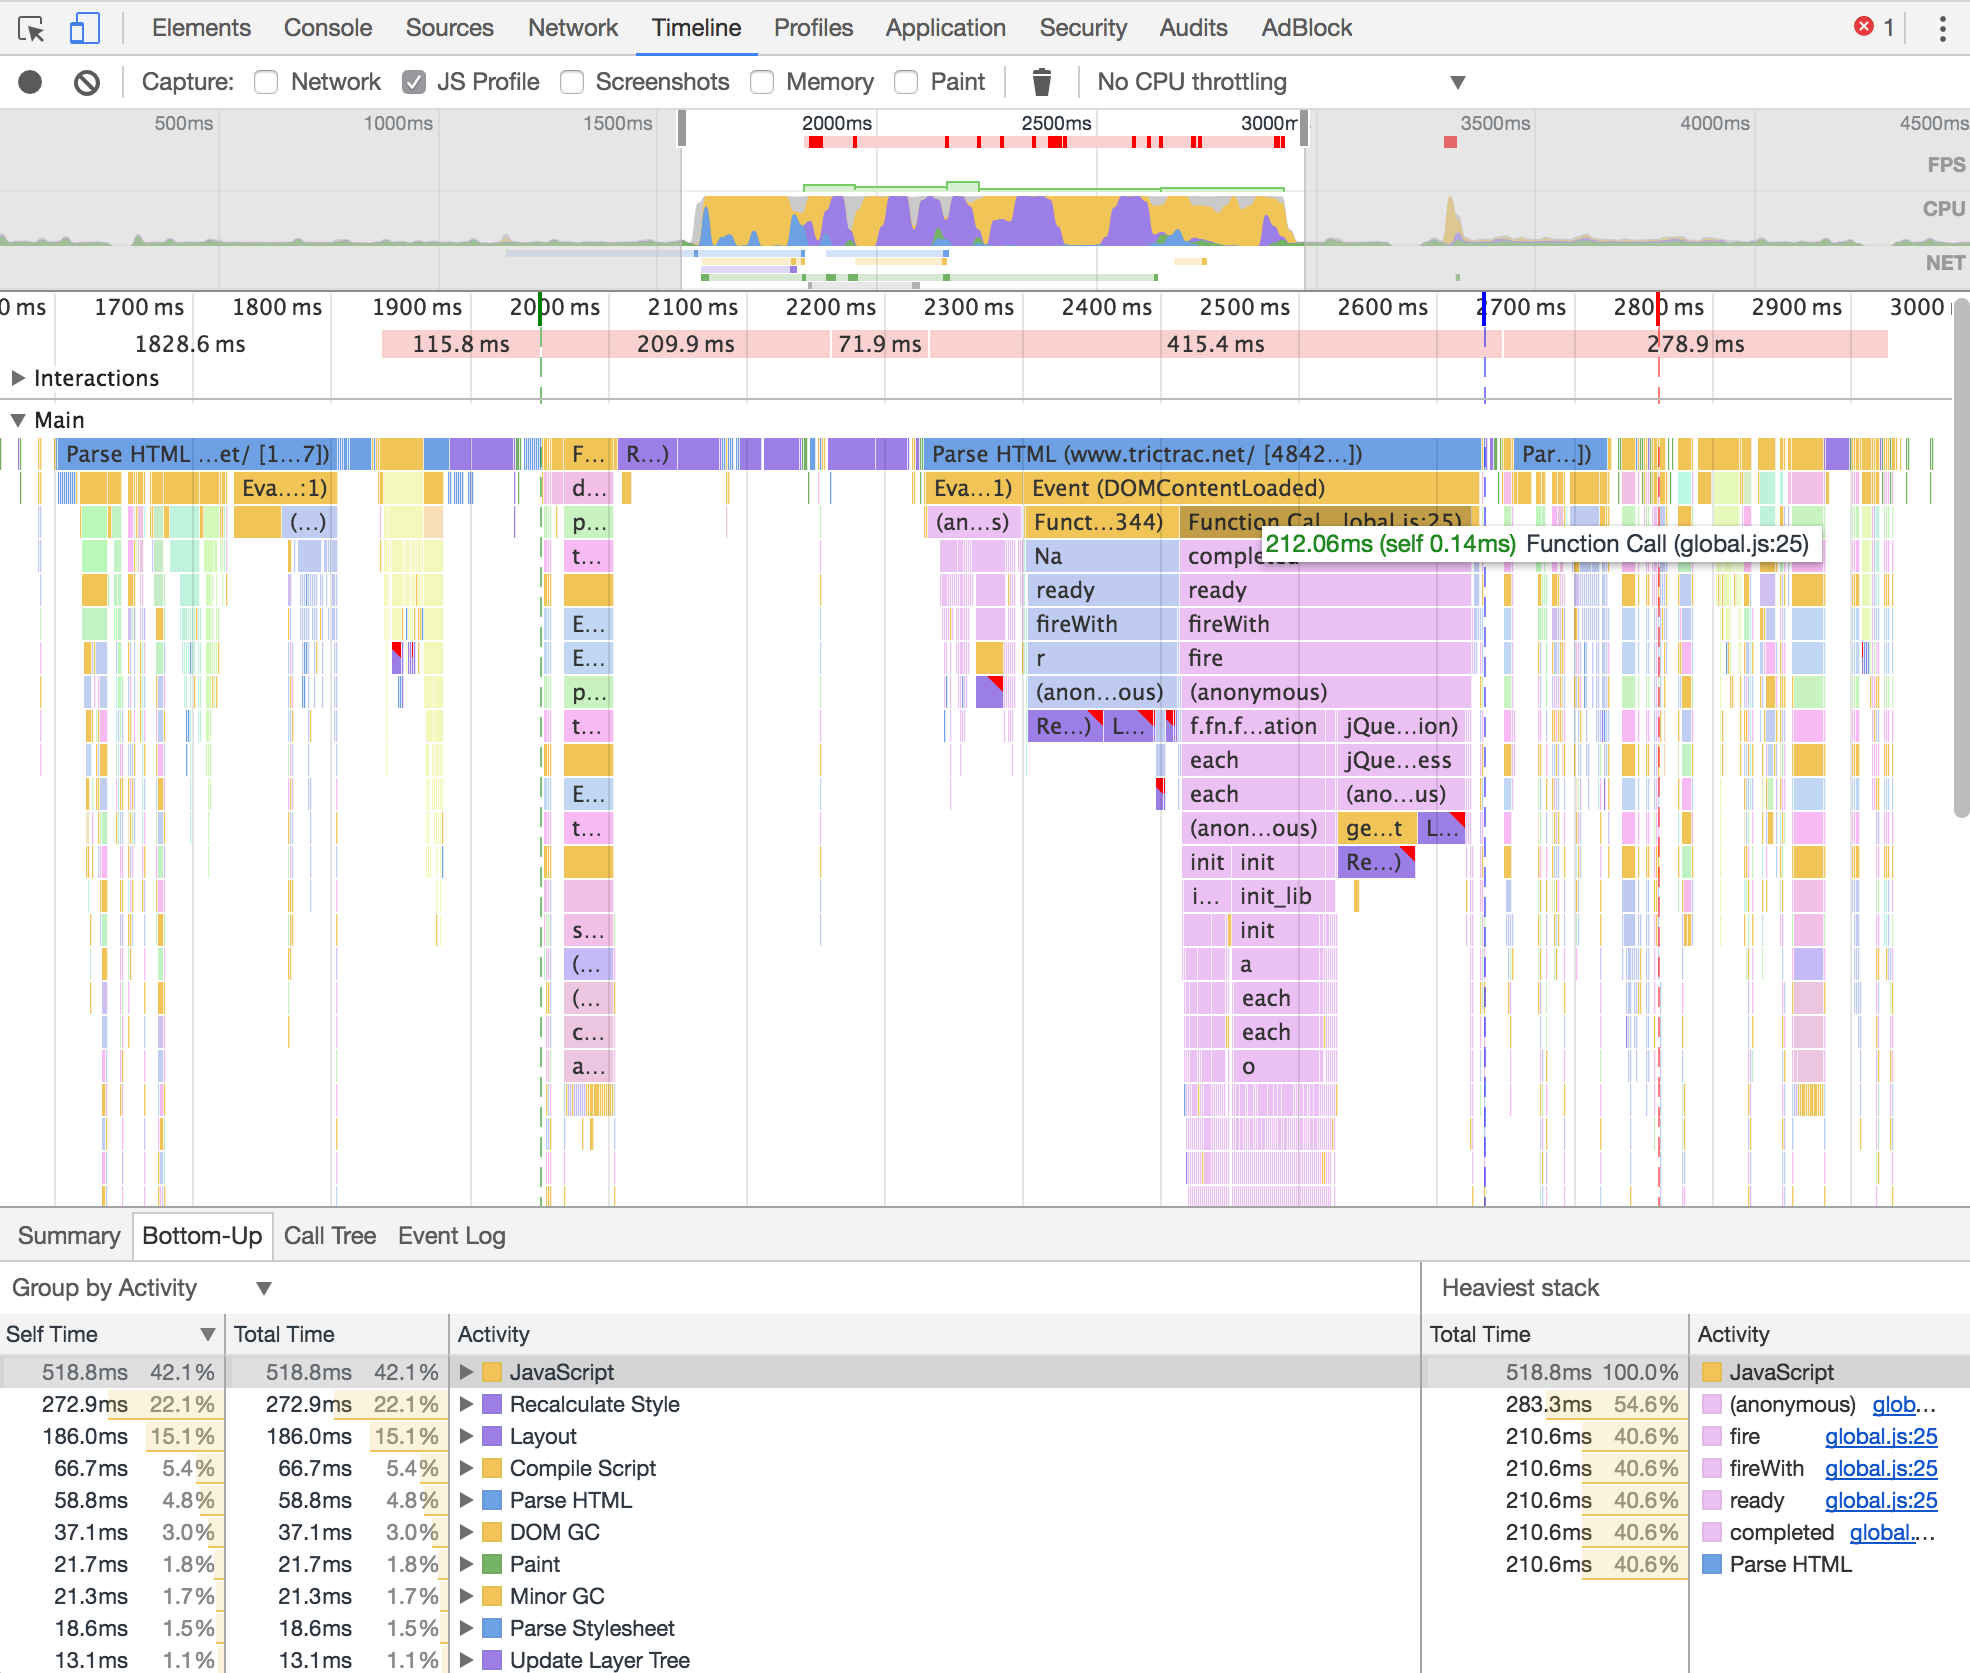 Elements Console Sources Network Timeline Profiles Application Security Audits AdBlock 1
Capture: Network JS Profile Screenshots Memory Paint No CPU throttling
500ms 1000ms 1500ms 2000ms 2500ms 3000m 3500ms 4000ms 4500ms
FPS
CPU
NET
0 ms 1700 ms 1800 ms 1900 ms 2000 ms 2100 ms 2200 ms 2300 ms 2400 ms 2500 ms 2600 ms 2700 ms 2800 ms 2900 ms 3000
1828.6 ms 115.8 ms 209.9 ms 71.9 ms 415.4 ms 278.9 ms
Interactions
Main
Parse HTML …et/ [1…7]) F… R…) Parse HTML (www.trictrac.net/ [4842…]) Par…])
Eva…:1) d… Eva…1) Event (DOMContentLoaded)
(…) p… (an…s) Funct…344) Function Cal…lobal.js:25)
t… Na completed 212.06ms (self 0.14ms) Function Call (global.js:25)
ready ready
E… fireWith fireWith
E… r fire
p… (anon…ous) (anonymous)
t… Re…) L… f.fn.f…ation jQue…ion)
each jQue…ess
E… each (ano…us)
t… (anon…ous) ge…t L…
init init Re…)
i… init_lib
s… init
(… a
(… each
c… each
a… o
Summary Bottom-Up Call Tree Event Log
Group by Activity Heaviest stack
Self Time Total Time Activity Total Time Activity
518.8ms 42.1% 518.8ms 42.1% JavaScript 518.8ms 100.0% JavaScript
272.9ms 22.1% 272.9ms 22.1% Recalculate Style 283.3ms 54.6% (anonymous) glob…
186.0ms 15.1% 186.0ms 15.1% Layout 210.6ms 40.6% fire global.js:25
66.7ms 5.4% 66.7ms 5.4% Compile Script 210.6ms 40.6% fireWith global.js:25
58.8ms 4.8% 58.8ms 4.8% Parse HTML 210.6ms 40.6% ready global.js:25
37.1ms 3.0% 37.1ms 3.0% DOM GC 210.6ms 40.6% completed global.…
21.7ms 1.8% 21.7ms 1.8% Paint 210.6ms 40.6% Parse HTML
21.3ms 1.7% 21.3ms 1.7% Minor GC
18.6ms 1.5% 18.6ms 1.5% Parse Stylesheet
13.1ms 1.1% 13.1ms 1.1% Update Layer Tree